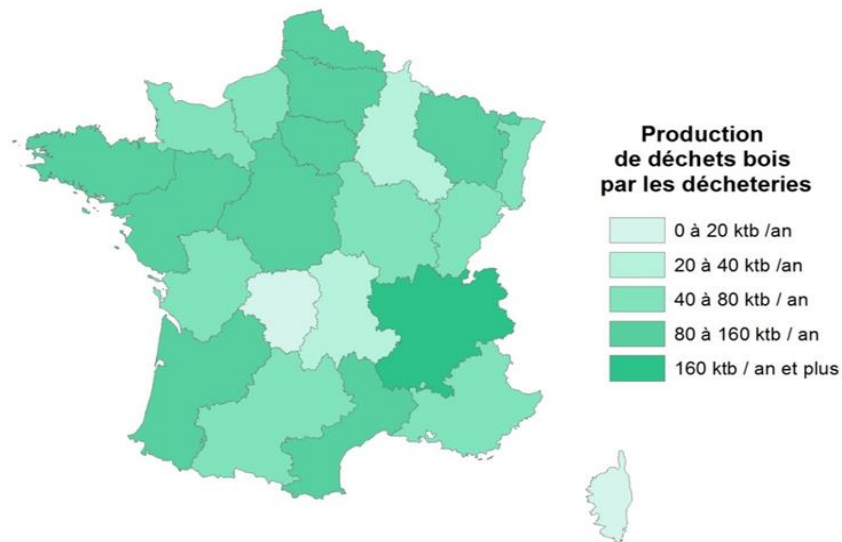 Production
de déchets bois
par les décheteries
0 à 20 ktb /an
20 à 40 ktb /an
40 à 80 ktb / an
80 à 160 ktb / an
160 ktb / an et plus